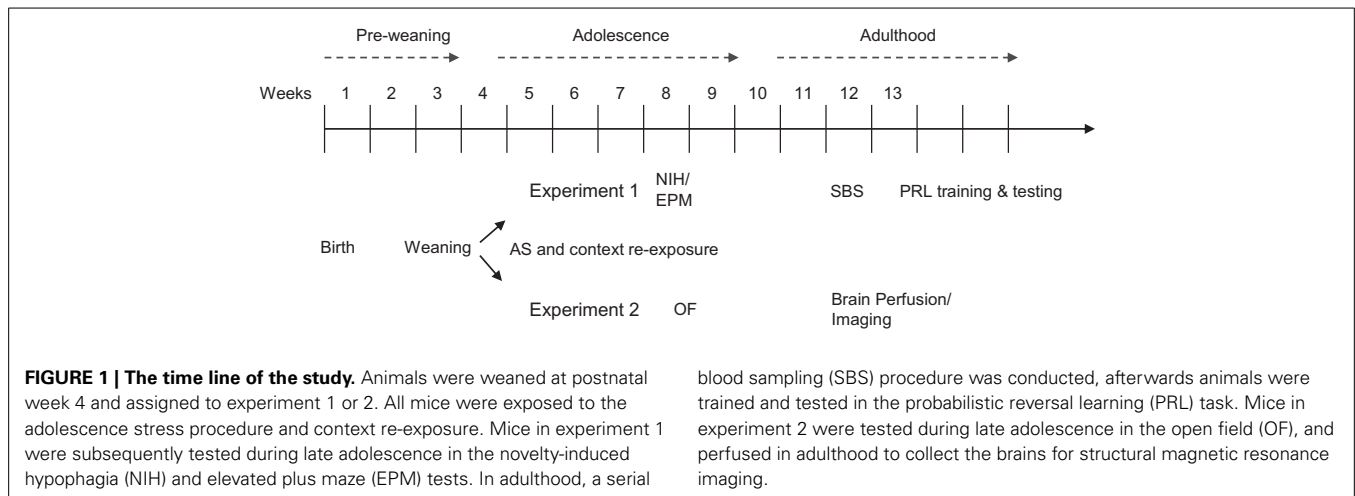 Pre-weaning Adolescence Adulthood
Weeks 1 2 3 4 5 6 7 8 9 10 11 12 13
Experiment 1 NIH/ EPM SBS PRL training & testing
Birth Weaning AS and context re-exposure
Experiment 2 OF Brain Perfusion/ Imaging
FIGURE 1 | The time line of the study. Animals were weaned at postnatal
week 4 and assigned to experiment 1 or 2. All mice were exposed to the
adolescence stress procedure and context re-exposure. Mice in experiment 1
were subsequently tested during late adolescence in the novelty-induced
hypophagia (NIH) and elevated plus maze (EPM) tests. In adulthood, a serial
blood sampling (SBS) procedure was conducted, afterwards animals were
trained and tested in the probabilistic reversal learning (PRL) task. Mice in
experiment 2 were tested during late adolescence in the open field (OF), and
perfused in adulthood to collect the brains for structural magnetic resonance
imaging.